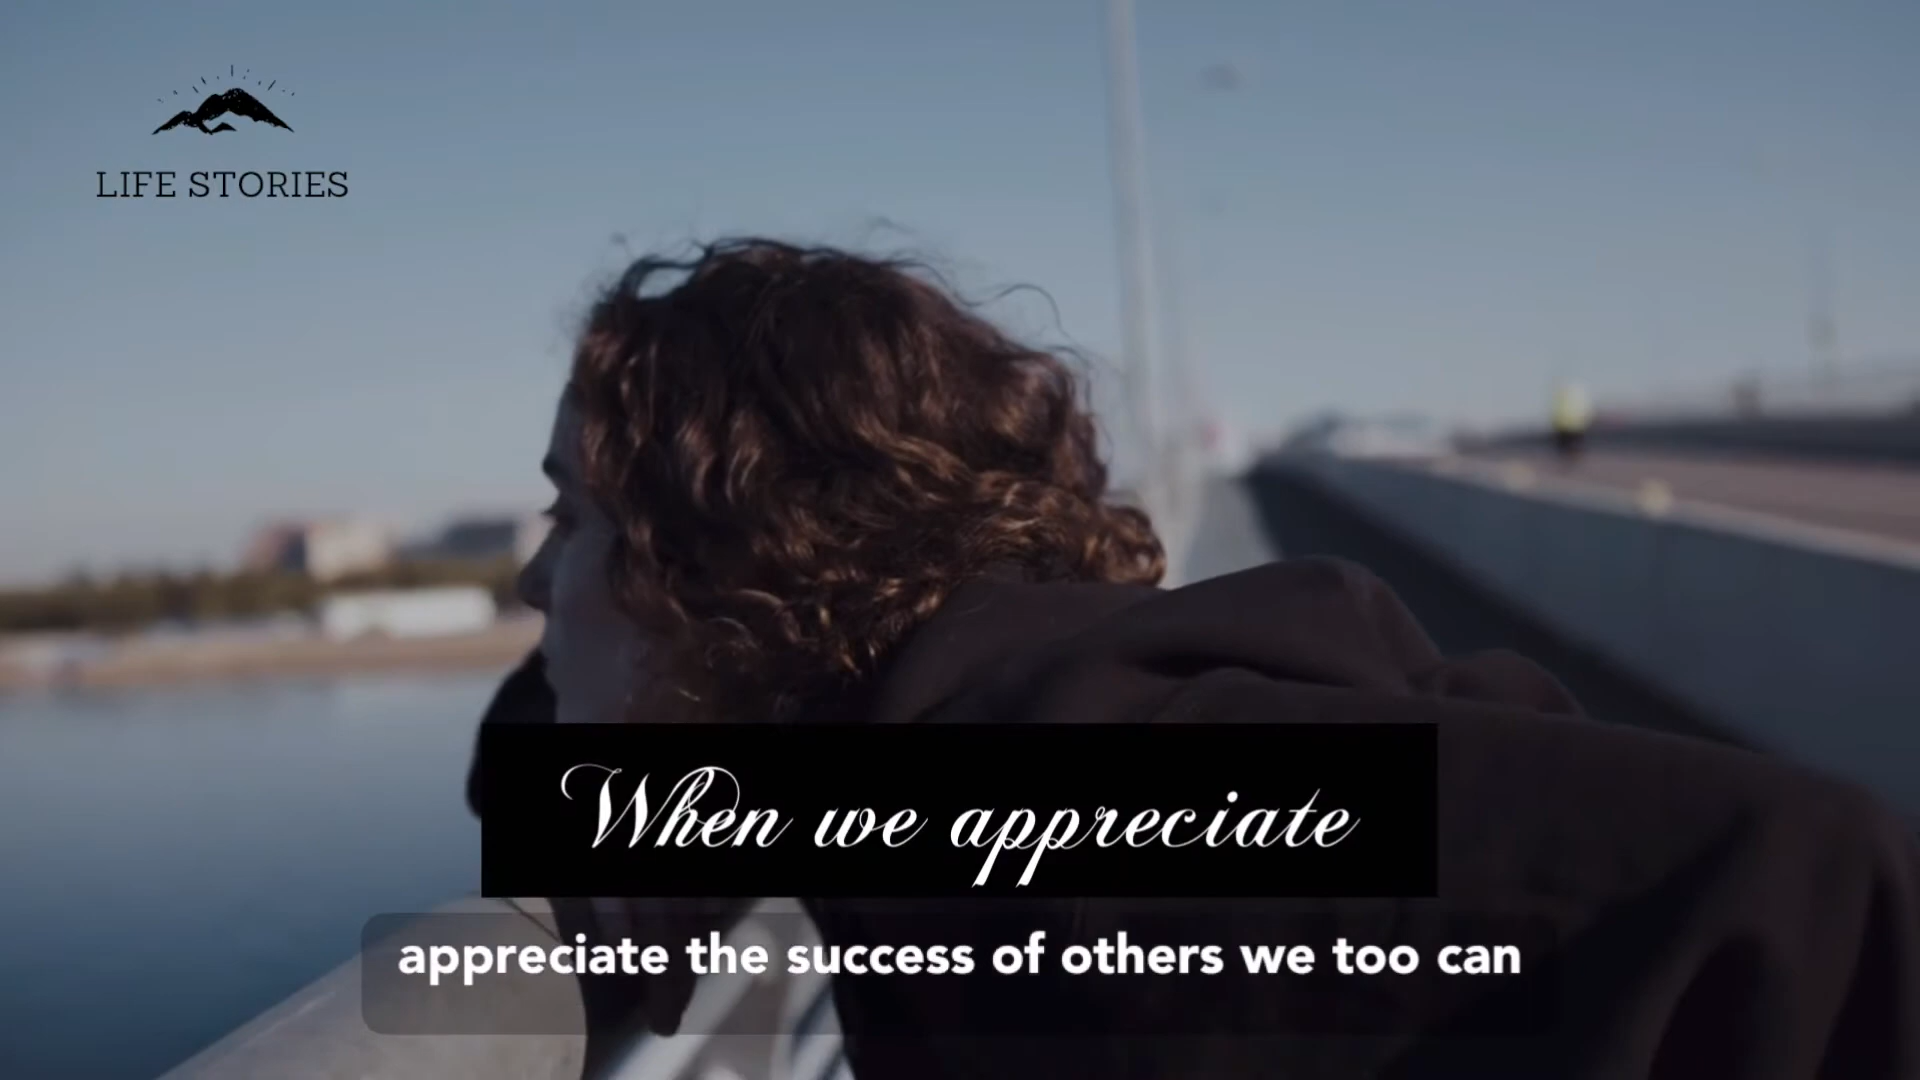 LIFE STORIES
When we appreciate
appreciate the success of others we too can